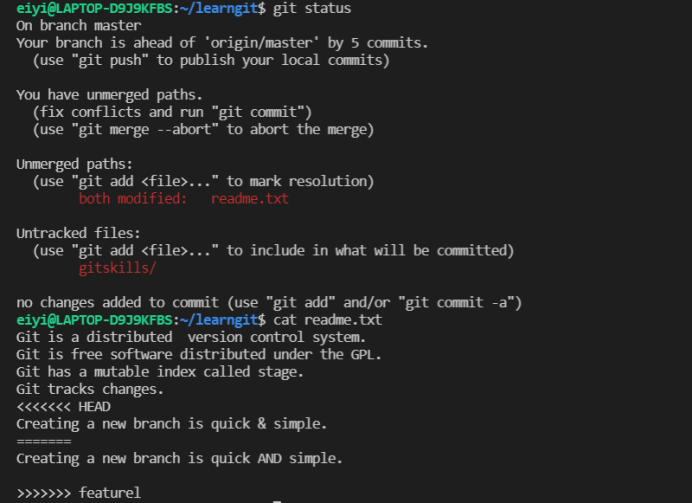 eiyi@LAPTOP-D9J9KFBS:~/learngit$ git status
On branch master
Your branch is ahead of 'origin/master' by 5 commits.
  (use "git push" to publish your local commits)

You have unmerged paths.
  (fix conflicts and run "git commit")
  (use "git merge --abort" to abort the merge)

Unmerged paths:
  (use "git add <file>..." to mark resolution)
        both modified:   readme.txt

Untracked files:
  (use "git add <file>..." to include in what will be committed)
        gitskills/

no changes added to commit (use "git add" and/or "git commit -a")
eiyi@LAPTOP-D9J9KFBS:~/learngit$ cat readme.txt
Git is a distributed  version control system.
Git is free software distributed under the GPL.
Git has a mutable index called stage.
Git tracks changes.
<<<<<<< HEAD
Creating a new branch is quick & simple.
=======
Creating a new branch is quick AND simple.

>>>>>>> featurel